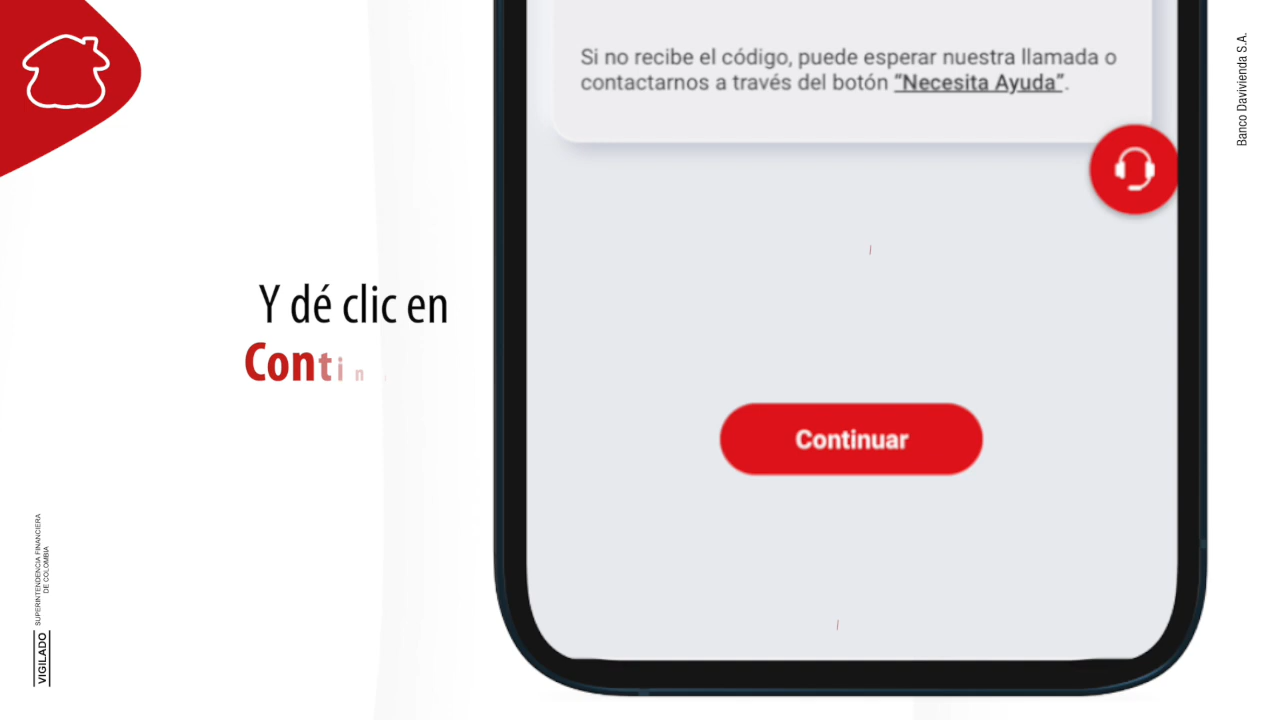 Si no recibe el código, puede esperar nuestra llamada o
contactarnos a través del botón “Necesita Ayuda”.
Y dé clic en
Contin
Continuar
Banco Davivienda S.A.
VIGILADO
SUPERINTENDENCIA FINANCIERA
DE COLOMBIA